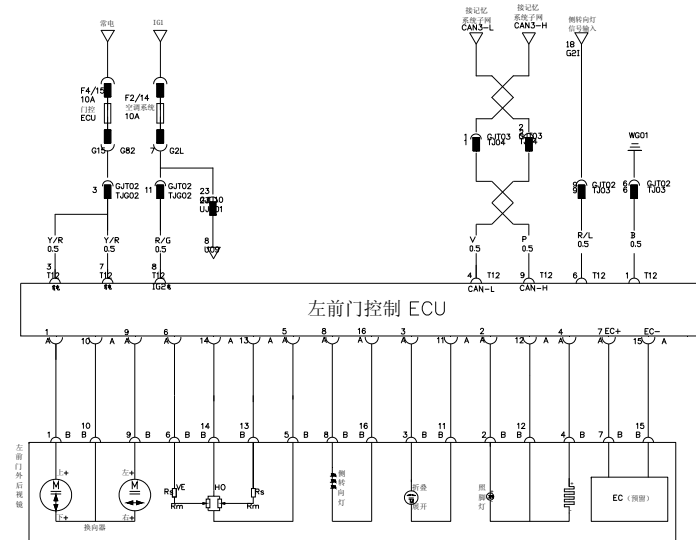 常电
IG1
接记忆
系统子网
CAN3-L
接记忆
系统子网
CAN3-H
侧转向灯
信号输入
18
G2I
F4/15
10A
门控
ECU
F2/14
空调系统
10A
WG01
G15
G82
7
G2L
1
1
GJT03
TJ04
2
GJT03
TJ04
3
GJT02
TJG02
11
GJT02
TJG02
23
9
9
GJT02
TJ03
6
6
GJT02
TJ03
8
U09
Y/R
0.5
Y/R
0.5
R/G
0.5
V
0.5
P
0.5
R/L
0.5
B
0.5
3
T12
7
T12
8
T12
4
T12
CAN-L
9
T12
CAN-H
6
T12
1
T12
左前门控制 ECU
1
A
10
A
9
A
6
A
14
A
13
A
5
A
8
A
16
A
3
A
11
A
2
A
12
A
4
A
7
A
EC+
EC-
15
A
1
B
10
B
9
B
6
B
14
B
13
B
5
B
8
B
16
B
3
B
11
B
2
B
12
B
4
B
7
B
15
B
左前门外后视镜
上+
M
下+
左+
M
右+
换向器
Rs
VE
Rm
HO
Rs
Rm
侧转向灯
折叠
展开
照脚灯
EC（预留）